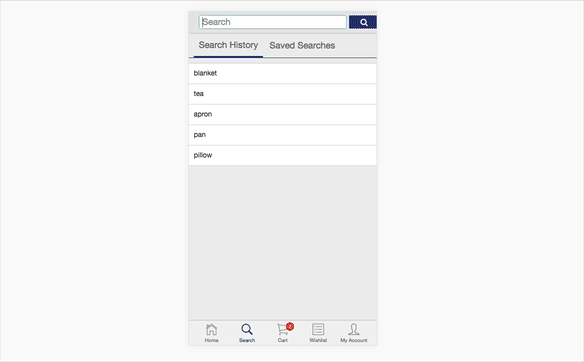 Search
Search History Saved Searches
blanket
tea
apron
pan
pillow
2
Home Search Cart Wishlist My Account